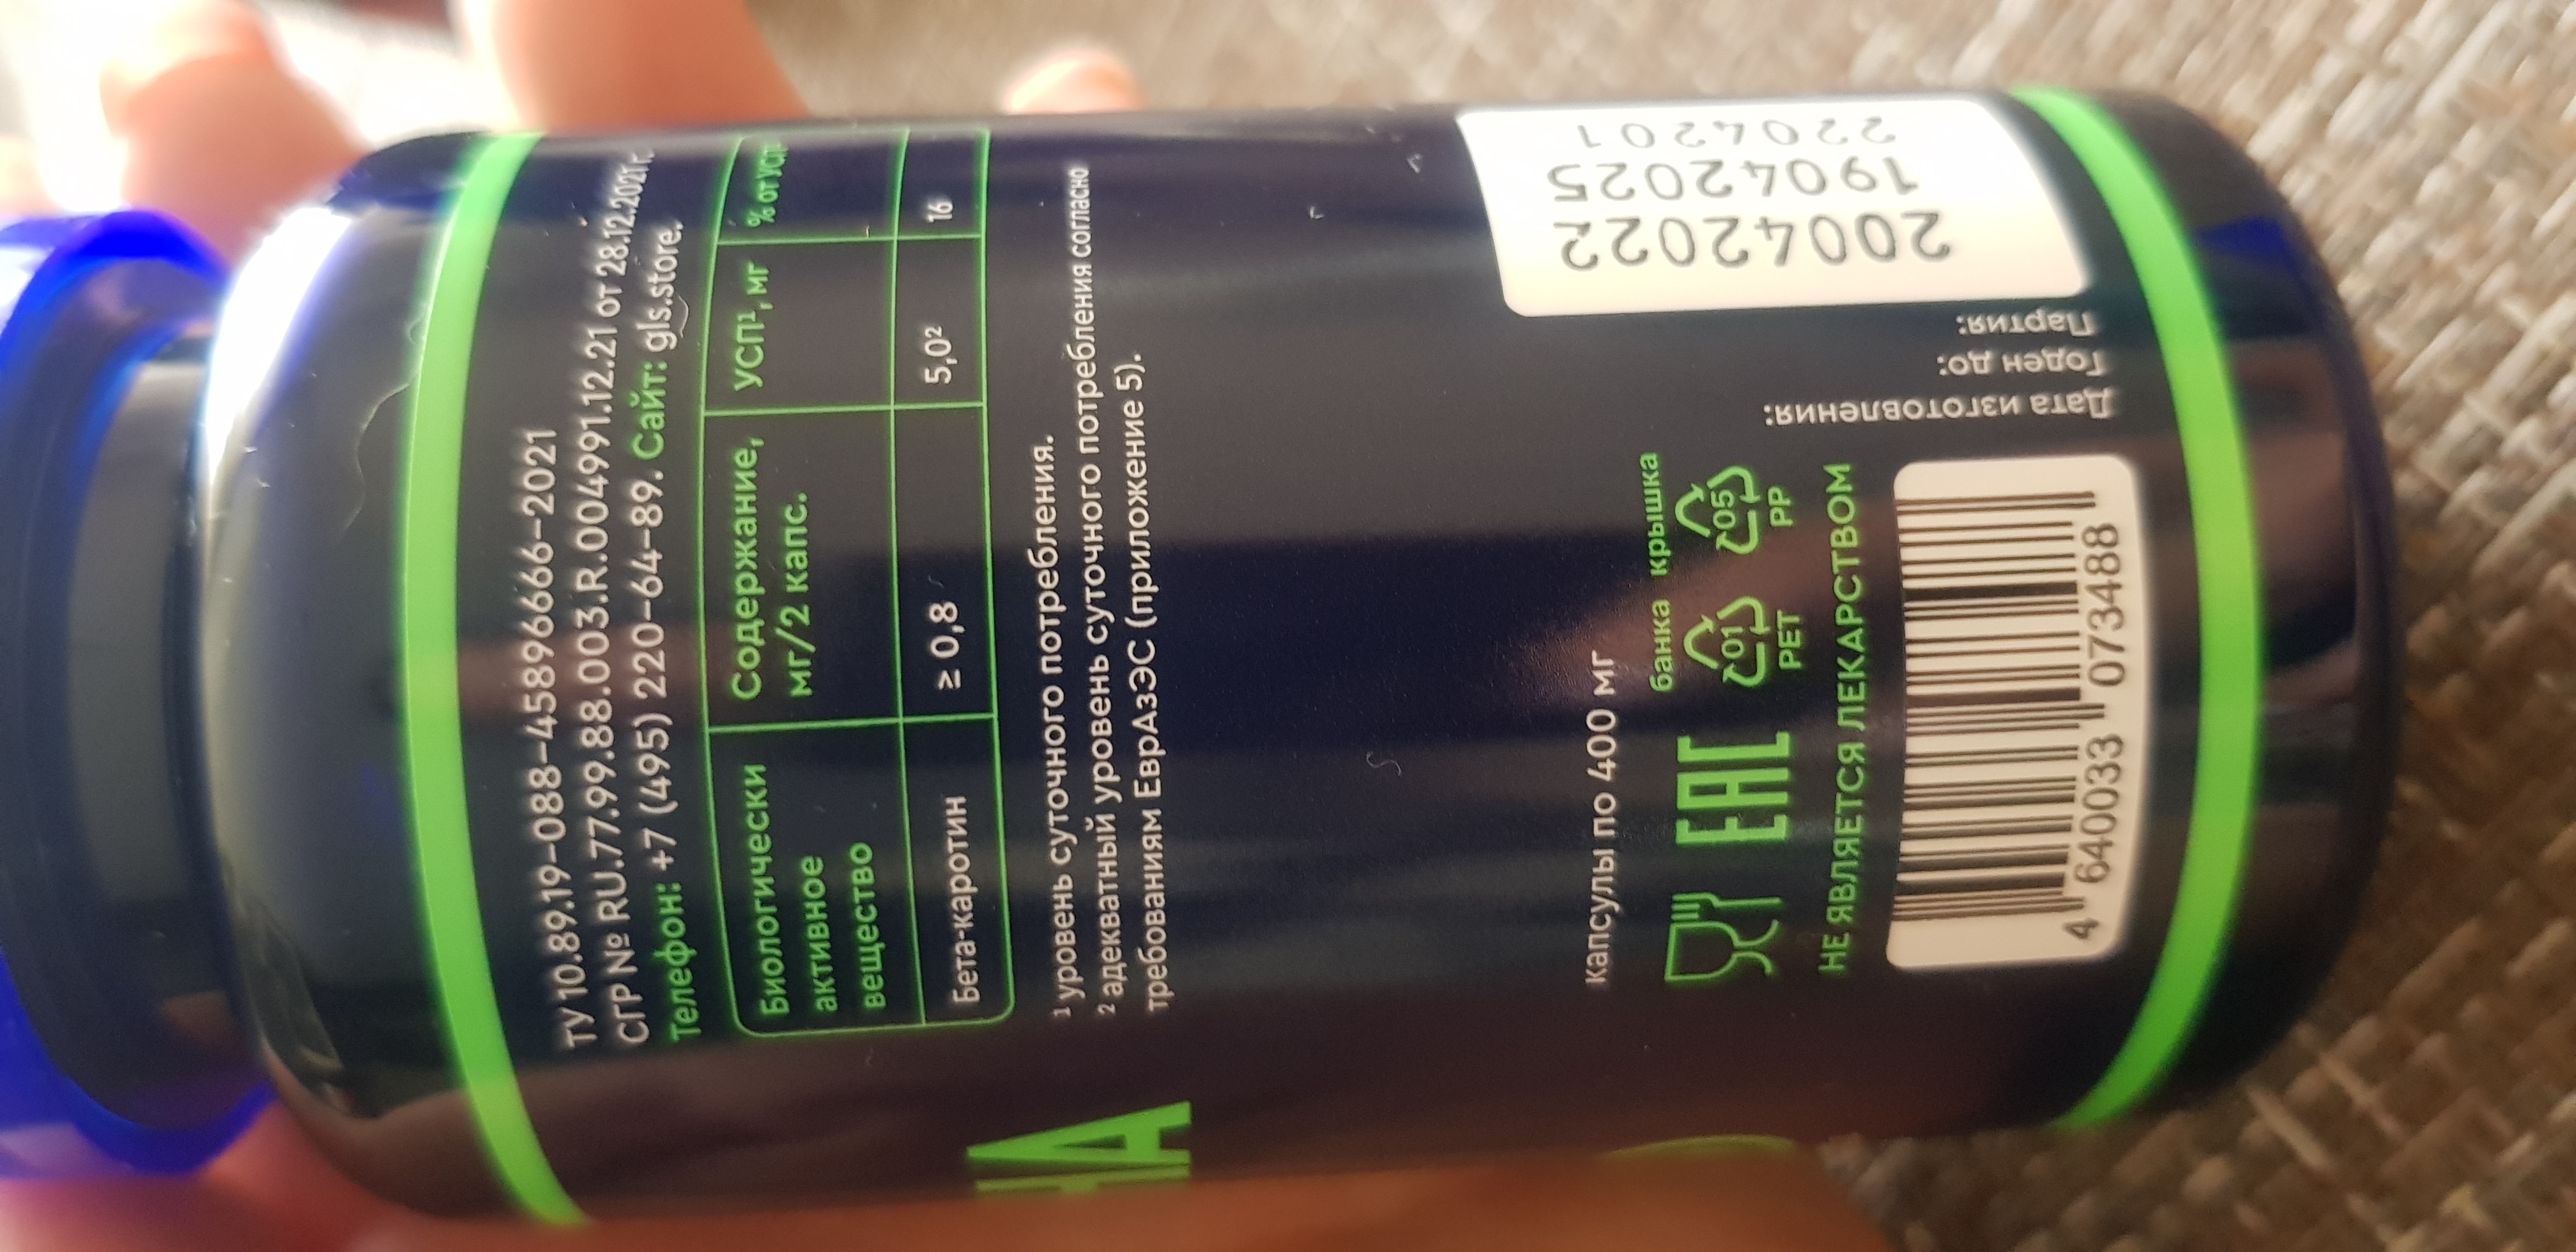 ТУ 10.89.19-088-45896666-2021
СГР № RU.77.99.88.003.R.004991.12.21 от 28.12.2021 г.
Телефон: +7 (495) 220-64-89. Сайт: gls.store.
Биологически активное вещество
Содержание, мг/2 капс.
УСП¹, мг
% от УСП
Бета-каротин
≥ 0,8
5,0²
16
¹ уровень суточного потребления.
² адекватный уровень суточного потребления согласно
требованиям ЕврАзЭС (приложение 5).
капсулы по 400 мг
банка крышка
EAC
01
05
PET
PP
НЕ ЯВЛЯЕТСЯ ЛЕКАРСТВОМ
4 640033 073488
Дата изготовления: 20042022
Годен до: 19042025
Партия: 2204201
НА